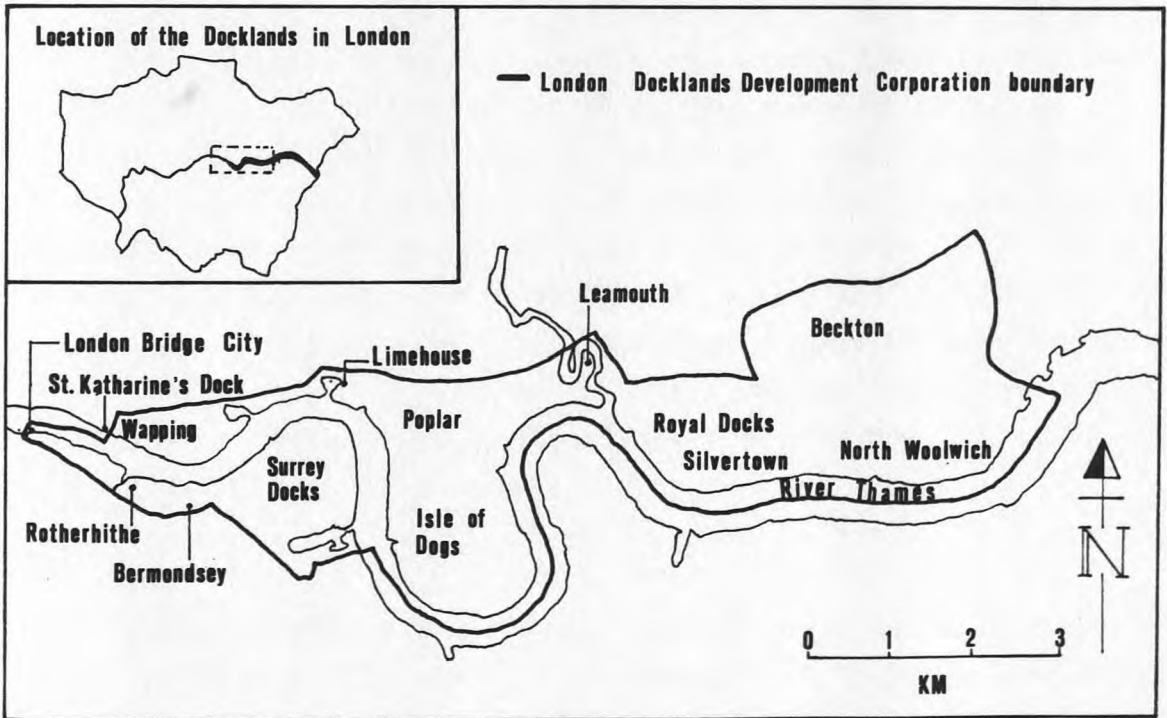 Location of the Docklands in London
London Docklands Development Corporation boundary
Leamouth
Beckton
London Bridge City
Limehouse
St. Katharine's Dock
Wapping
Poplar
Royal Docks
Silvertown
North Woolwich
River Thames
Surrey
Docks
Isle of
Dogs
Rotherhithe
Bermondsey
N
0 1 2 3
KM